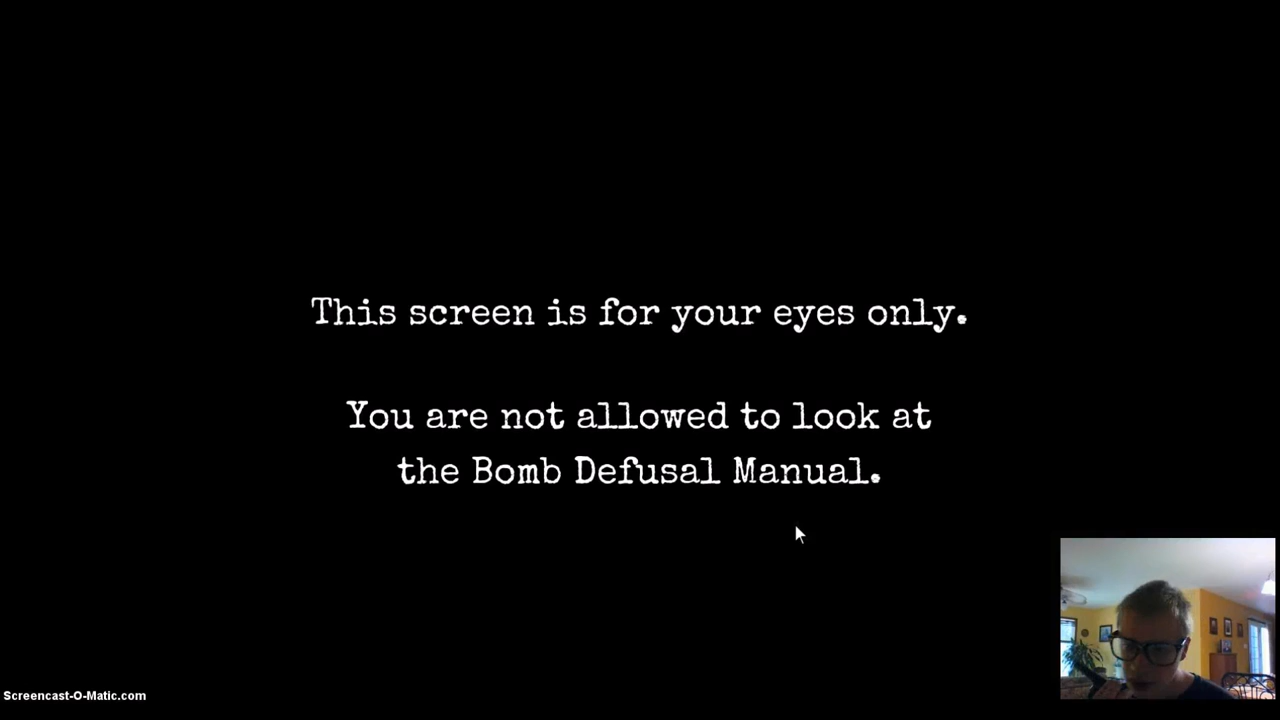 This screen is for your eyes only.
You are not allowed to look at
the Bomb Defusal Manual.
Screencast-O-Matic.com